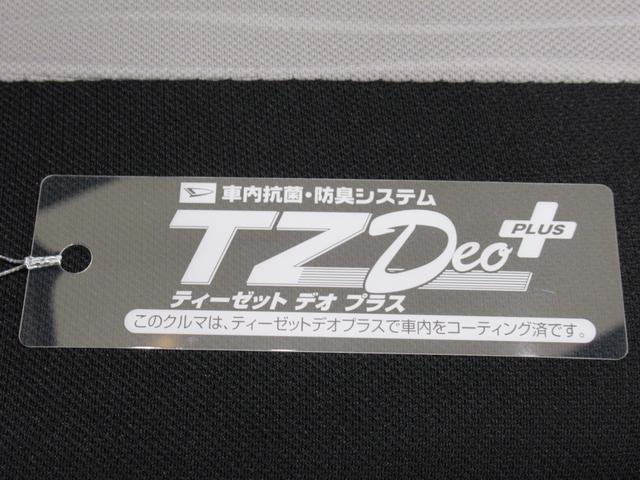 車内抗菌・防臭システム
TZ Deo PLUS
ティーゼット デオ プラス
このクルマは、ティーゼットデオプラスで車内をコーティング済です。